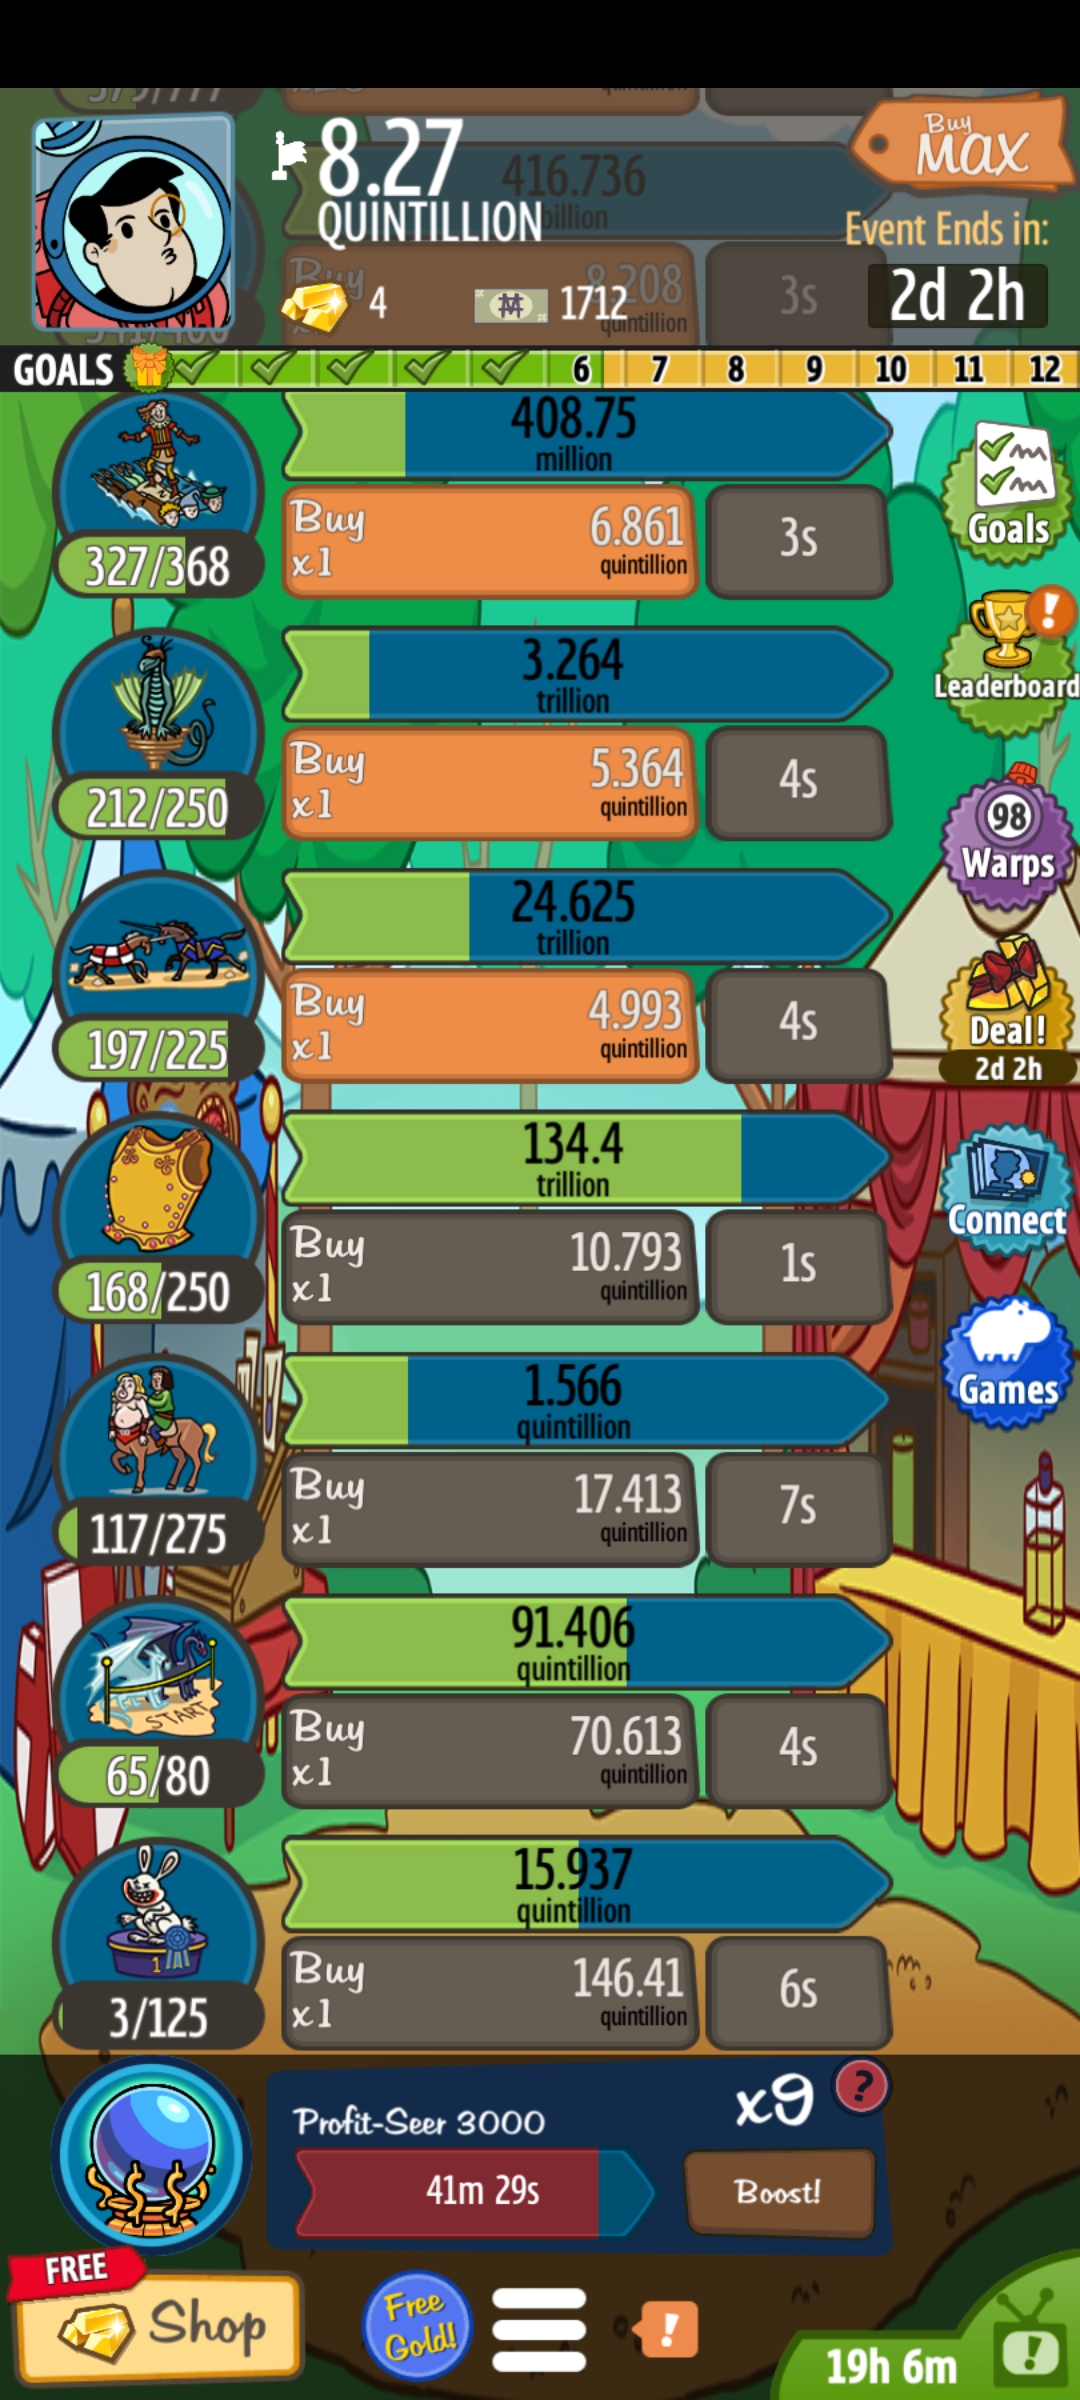 8.27
QUINTILLION
416.736
billion
Buy
MAX
Event Ends in:
2d 2h
Buy
8.208
quintillion
3s
4
1712
GOALS
6 7 8 9 10 11 12
408.75
million
327/368
Buy
x1
6.861
quintillion
3s
Goals
3.264
trillion
212/250
Buy
x1
5.364
quintillion
4s
Leaderboard
24.625
trillion
197/225
Buy
x1
4.993
quintillion
4s
98
Warps
Deal!
2d 2h
134.4
trillion
168/250
Buy
x1
10.793
quintillion
1s
Connect
1.566
quintillion
117/275
Buy
x1
17.413
quintillion
7s
Games
91.406
quintillion
START
65/80
Buy
x1
70.613
quintillion
4s
15.937
quintillion
1
3/125
Buy
x1
146.41
quintillion
6s
Profit-Seer 3000
x9
?
41m 29s
Boost!
FREE
Shop
Free
Gold!
!
19h 6m